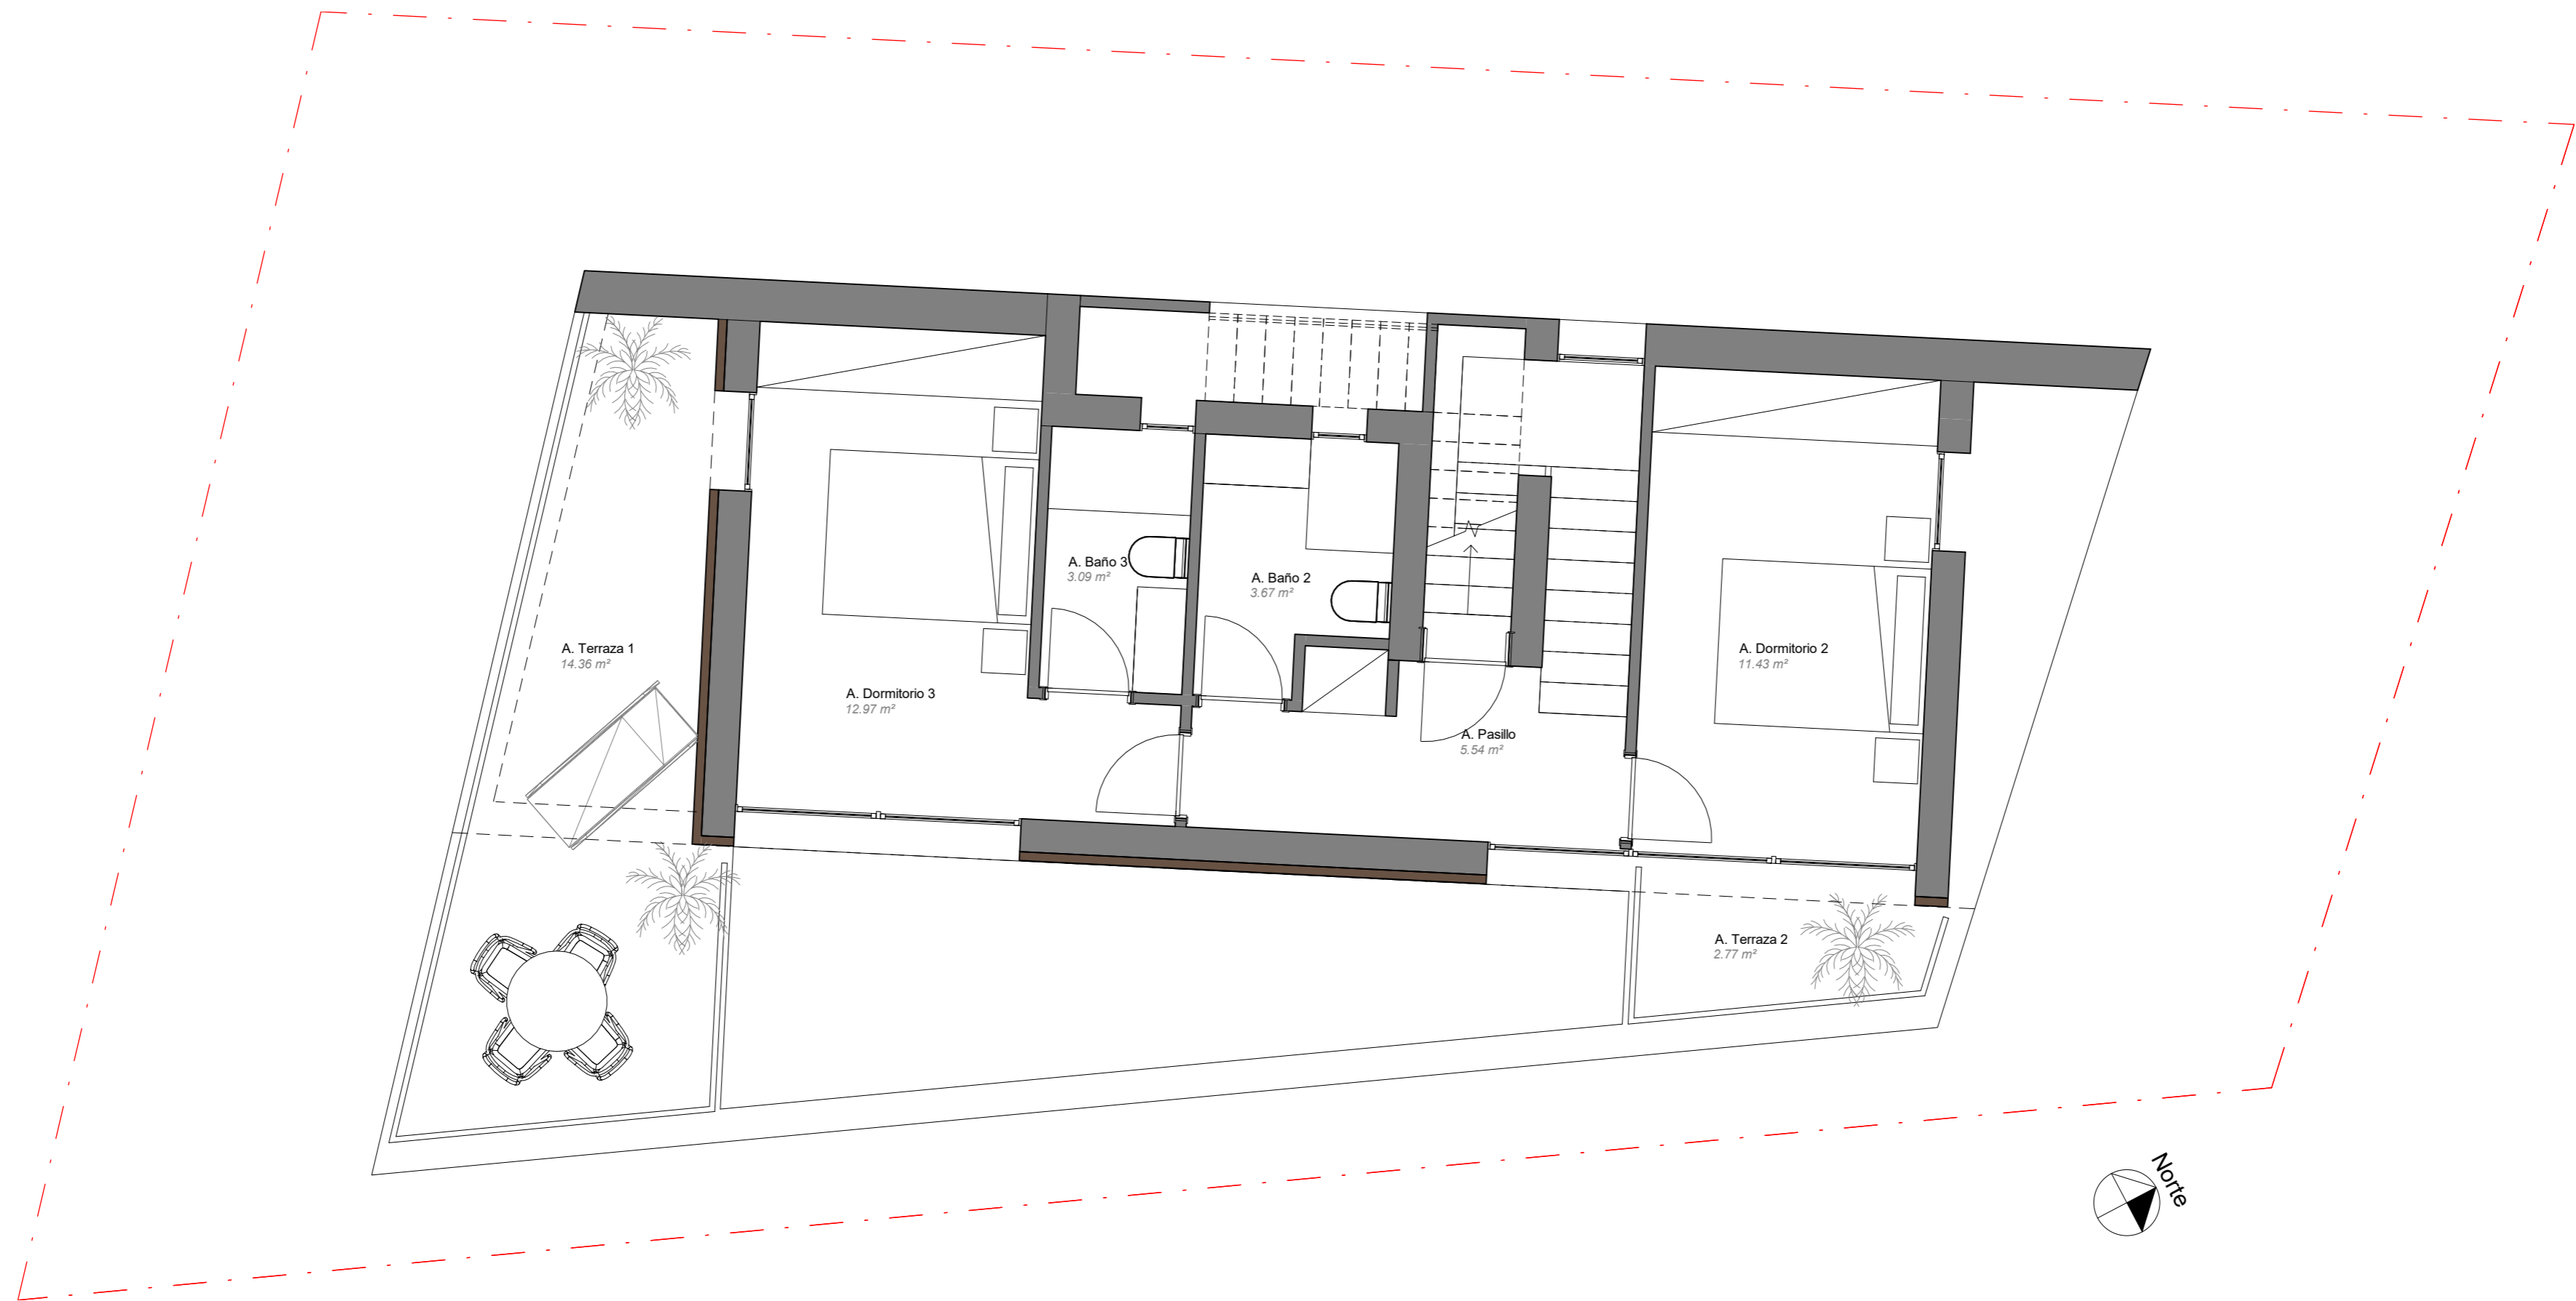 A. Baño 3
3.09 m²
A. Baño 2
3.67 m²
A. Terraza 1
14.36 m²
A. Dormitorio 2
11.43 m²
A. Dormitorio 3
12.97 m²
A. Pasillo
5.54 m²
A. Terraza 2
2.77 m²
Norte